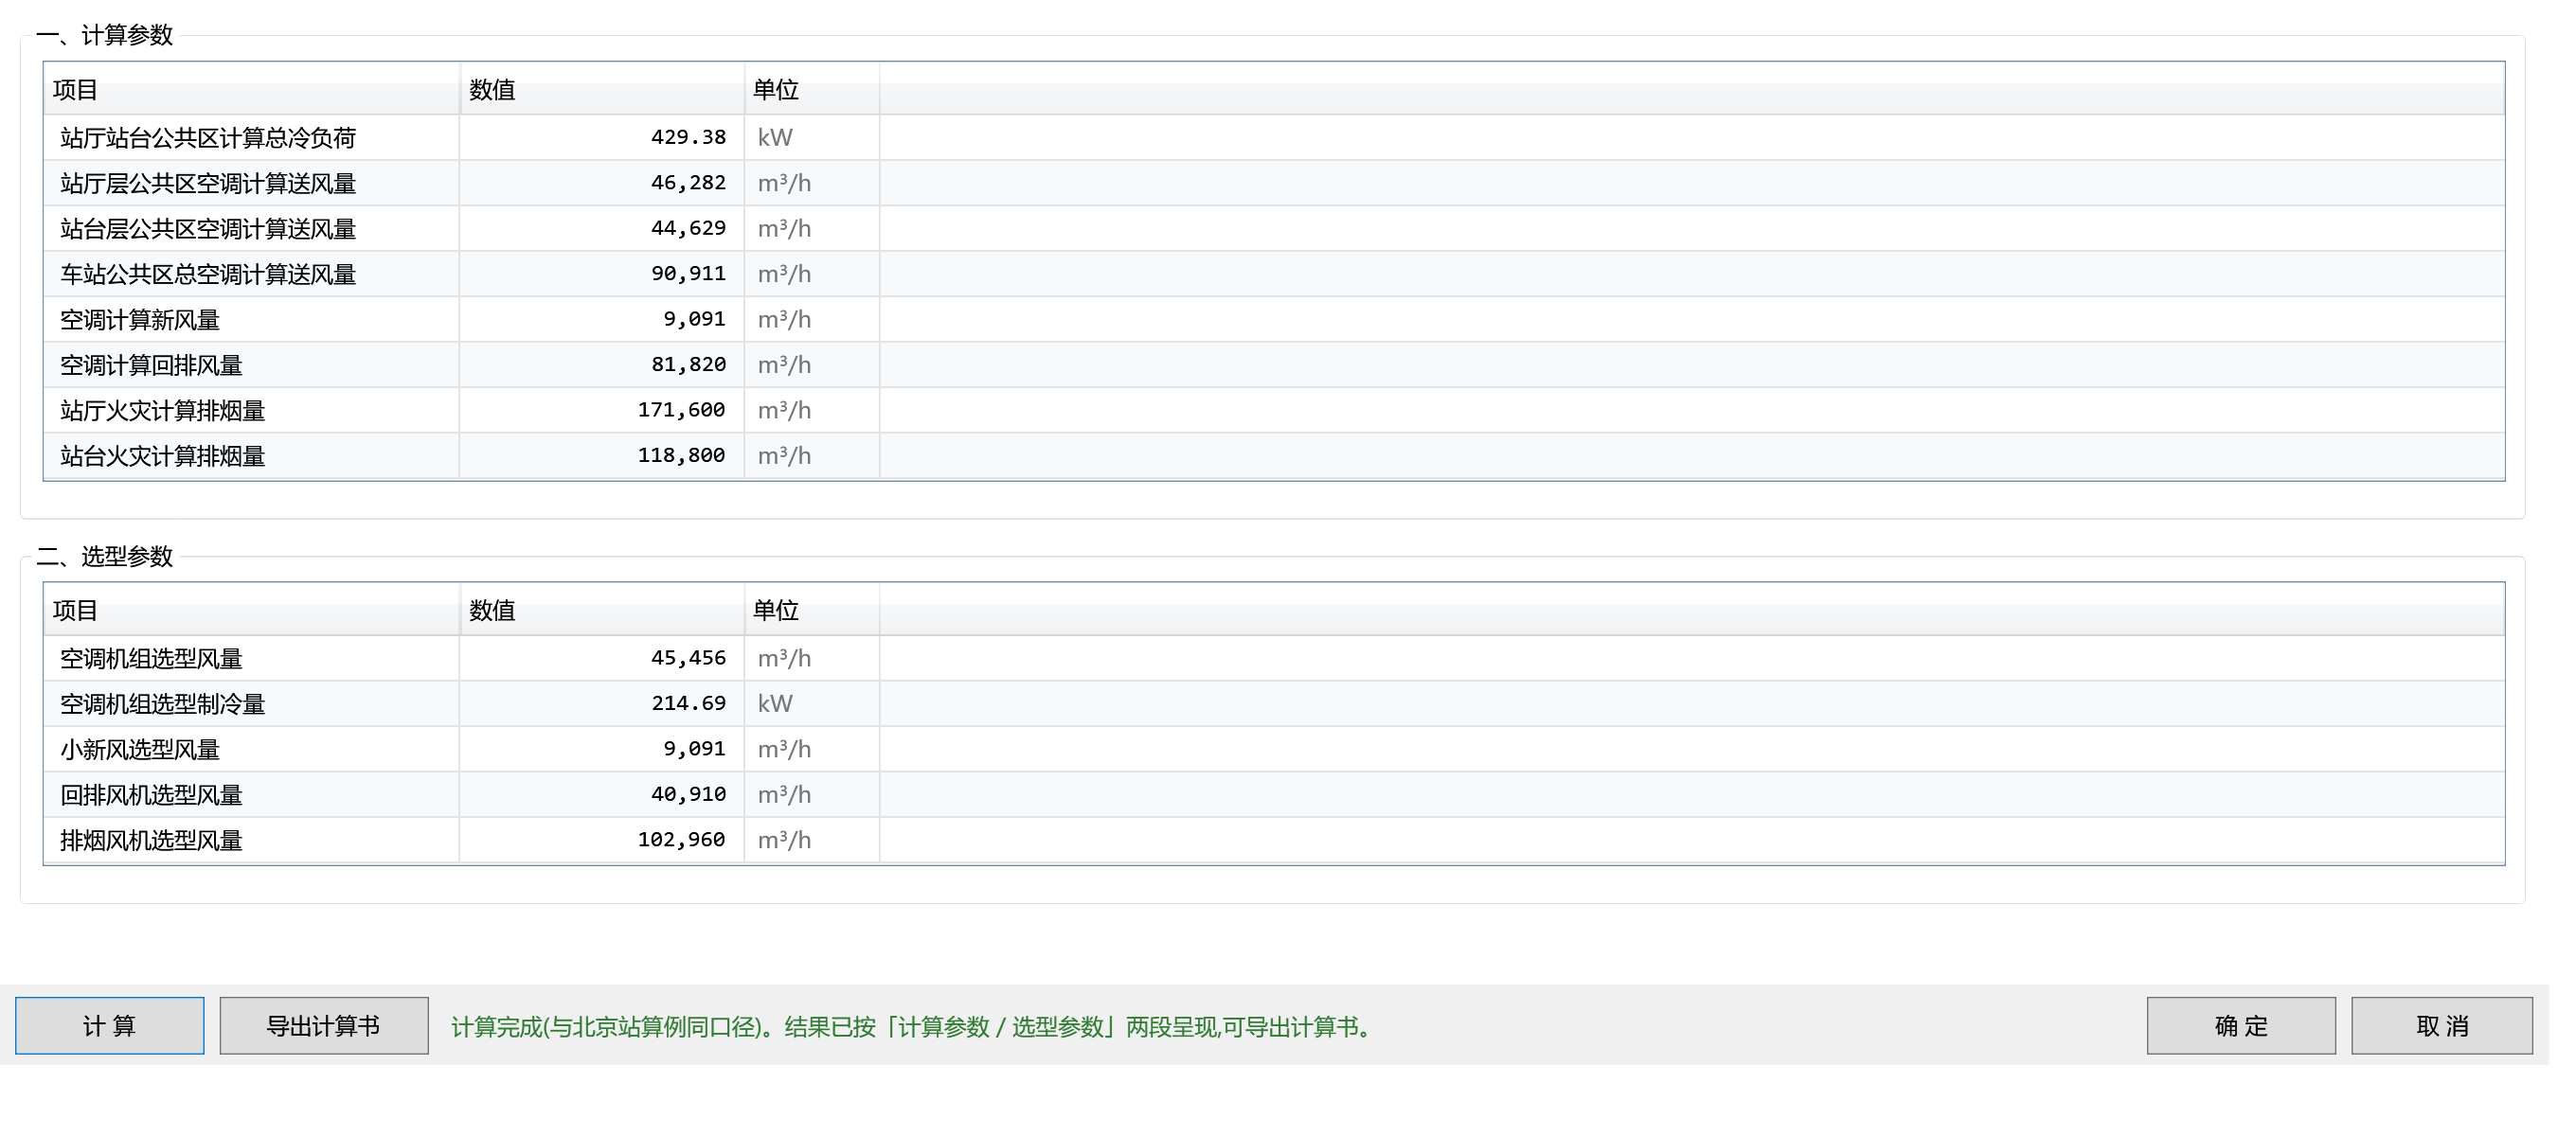 一、计算参数
项目 数值 单位
站厅站台公共区计算总冷负荷 429.38 kW
站厅层公共区空调计算送风量 46,282 m³/h
站台层公共区空调计算送风量 44,629 m³/h
车站公共区总空调计算送风量 90,911 m³/h
空调计算新风量 9,091 m³/h
空调计算回排风量 81,820 m³/h
站厅火灾计算排烟量 171,600 m³/h
站台火灾计算排烟量 118,800 m³/h
二、选型参数
项目 数值 单位
空调机组选型风量 45,456 m³/h
空调机组选型制冷量 214.69 kW
小新风选型风量 9,091 m³/h
回排风机选型风量 40,910 m³/h
排烟风机选型风量 102,960 m³/h
计 算 导出计算书 计算完成(与北京站算例同口径)。结果已按「计算参数 / 选型参数」两段呈现,可导出计算书。 确 定 取 消